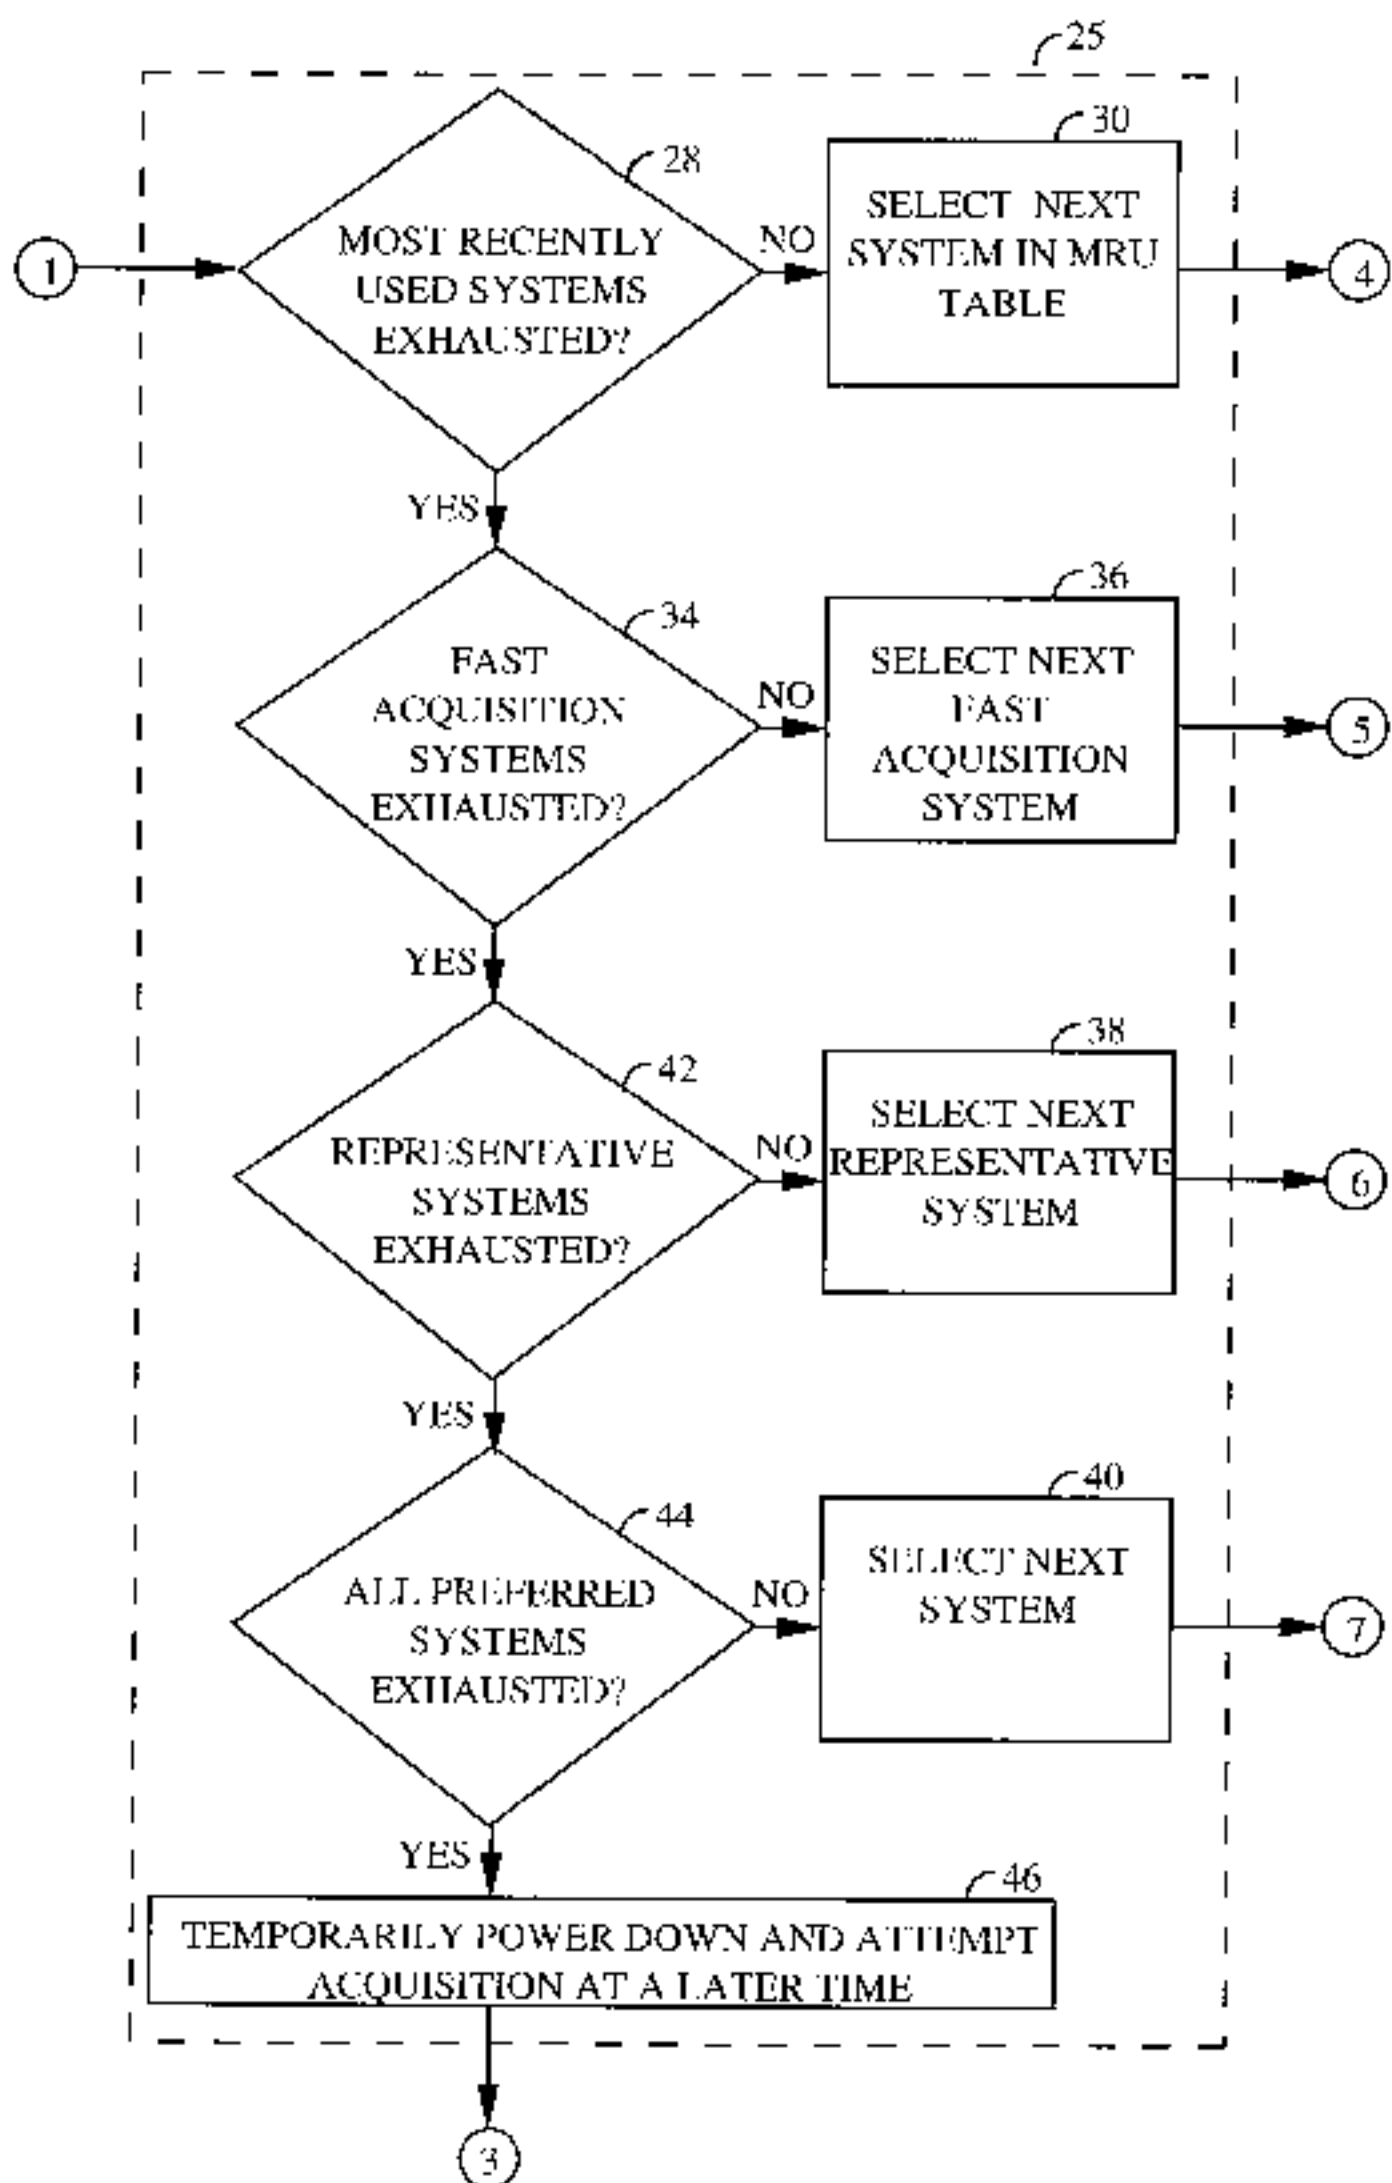 25
28
30
MOST RECENTLY
USED SYSTEMS
EXHAUSTED?
NO
SELECT NEXT
SYSTEM IN MRU
TABLE
1
4
YES
34
36
FAST
ACQUISITION
SYSTEMS
EXHAUSTED?
NO
SELECT NEXT
FAST
ACQUISITION
SYSTEM
5
YES
42
38
REPRESENTATIVE
SYSTEMS
EXHAUSTED?
NO
SELECT NEXT
REPRESENTATIVE
SYSTEM
6
YES
44
40
ALL PREFERRED
SYSTEMS
EXHAUSTED?
NO
SELECT NEXT
SYSTEM
7
YES
46
TEMPORARILY POWER DOWN AND ATTEMPT
ACQUISITION AT A LATER TIME
3